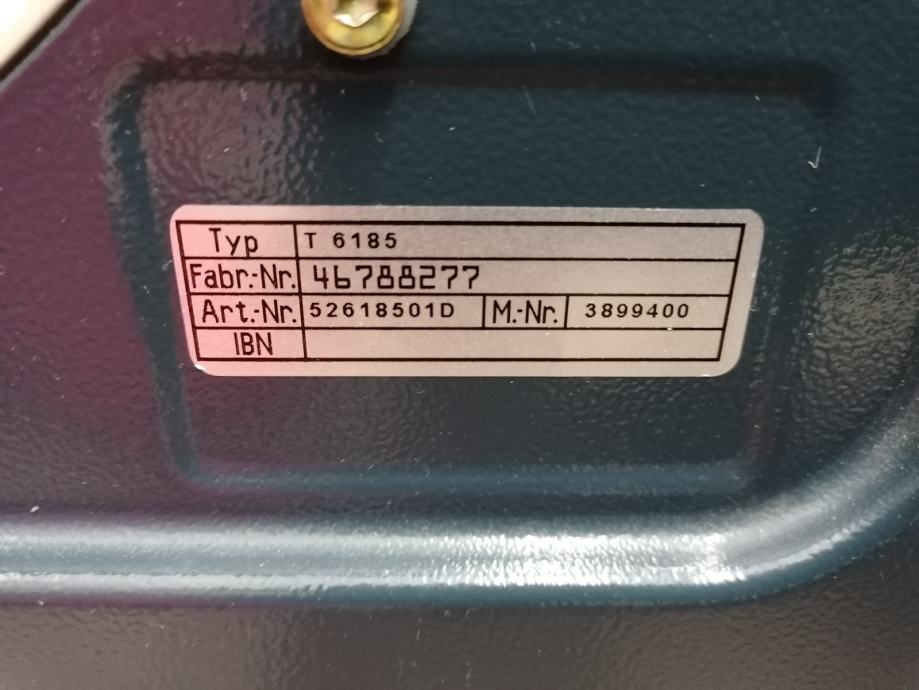 Typ T 6185
Fabr.-Nr. 46788277
Art.-Nr. 52618501D M.-Nr. 3899400
IBN